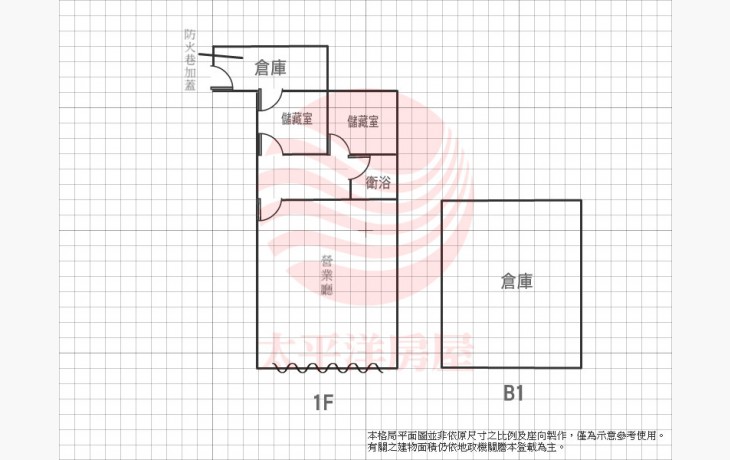 防火巷加蓋
倉庫
儲藏室
儲藏室
衛浴
營業廳
倉庫
太平洋房屋
1F
B1
本格局平面圖並非依原尺寸之比例及座向製作，僅為示意參考使用。
有關之建物面積仍依地政機關謄本登載為主。